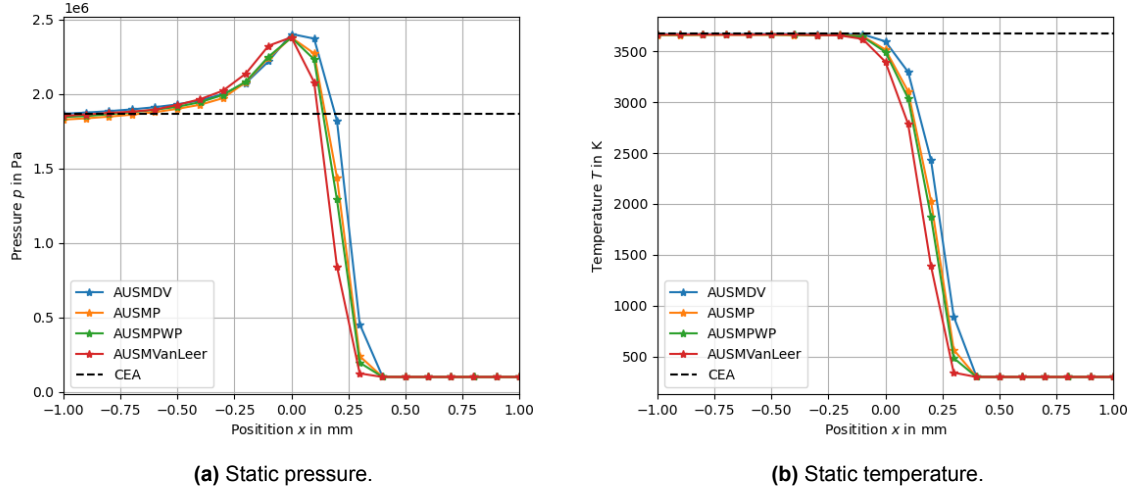 1e6
2.5
2.0
1.5
1.0
0.5
0.0
Pressure p in Pa
AUSMDV
AUSMP
AUSMPWP
AUSMVanLeer
CEA
−1.00 −0.75 −0.50 −0.25 0.00 0.25 0.50 0.75 1.00
Positition x in mm
(a) Static pressure.
3500
3000
2500
2000
1500
1000
500
Temperature T in K
AUSMDV
AUSMP
AUSMPWP
AUSMVanLeer
CEA
−1.00 −0.75 −0.50 −0.25 0.00 0.25 0.50 0.75 1.00
Positition x in mm
(b) Static temperature.